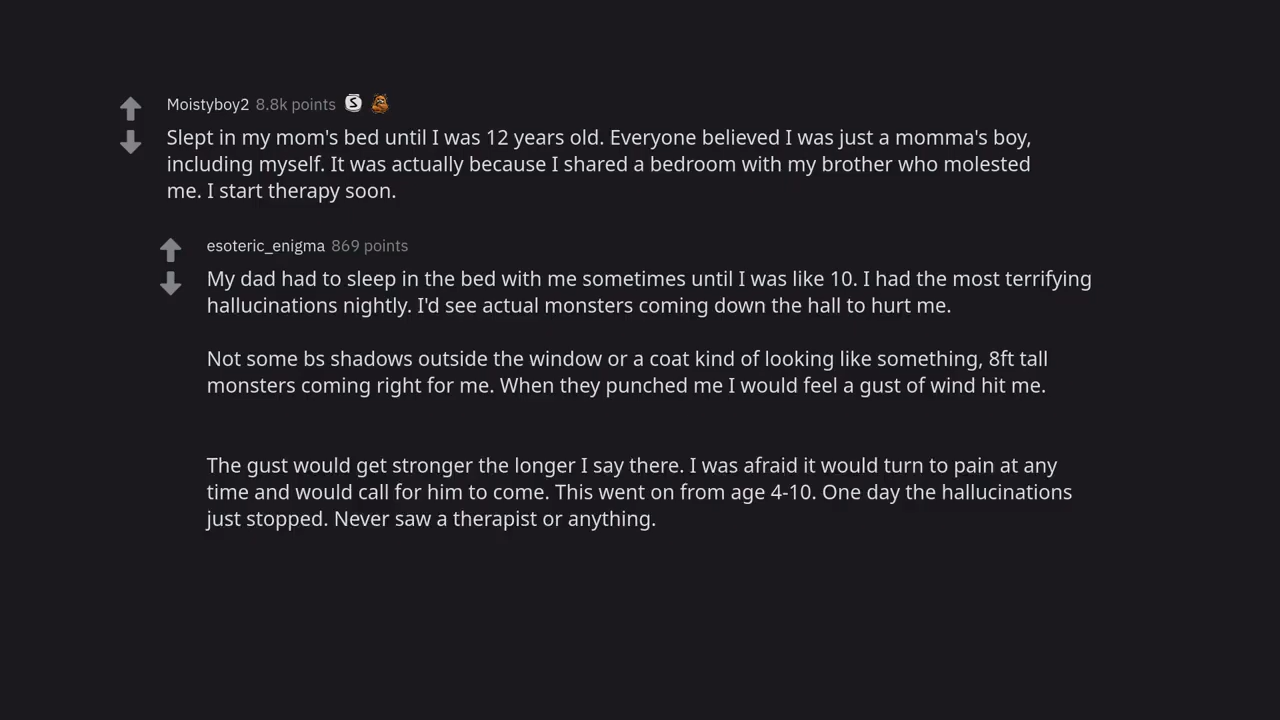 Moistyboy2 8.8k points
Slept in my mom's bed until I was 12 years old. Everyone believed I was just a momma's boy,
including myself. It was actually because I shared a bedroom with my brother who molested
me. I start therapy soon.
esoteric_enigma 869 points
My dad had to sleep in the bed with me sometimes until I was like 10. I had the most terrifying
hallucinations nightly. I'd see actual monsters coming down the hall to hurt me.
Not some bs shadows outside the window or a coat kind of looking like something, 8ft tall
monsters coming right for me. When they punched me I would feel a gust of wind hit me.
The gust would get stronger the longer I say there. I was afraid it would turn to pain at any
time and would call for him to come. This went on from age 4-10. One day the hallucinations
just stopped. Never saw a therapist or anything.